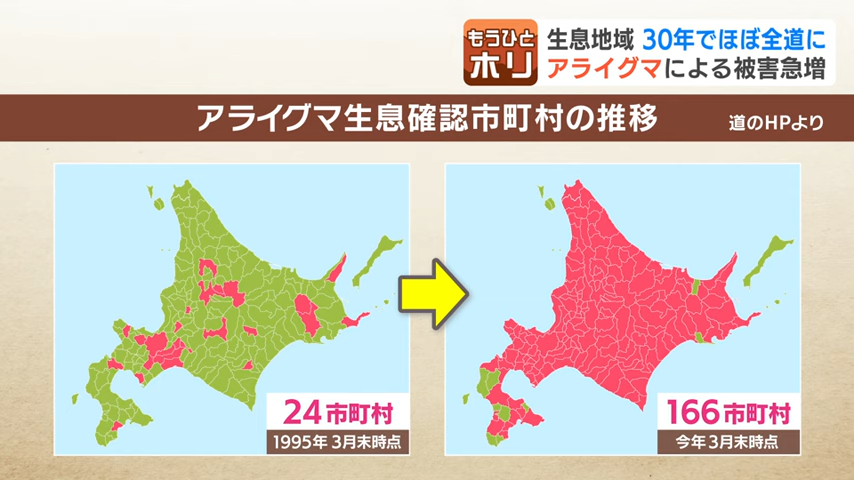 もうひと
ホリ
生息地域 30年でほぼ全道に
アライグマによる被害急増
アライグマ生息確認市町村の推移
道のHPより
24市町村
1995年 3月末時点
166市町村
今年 3月末時点